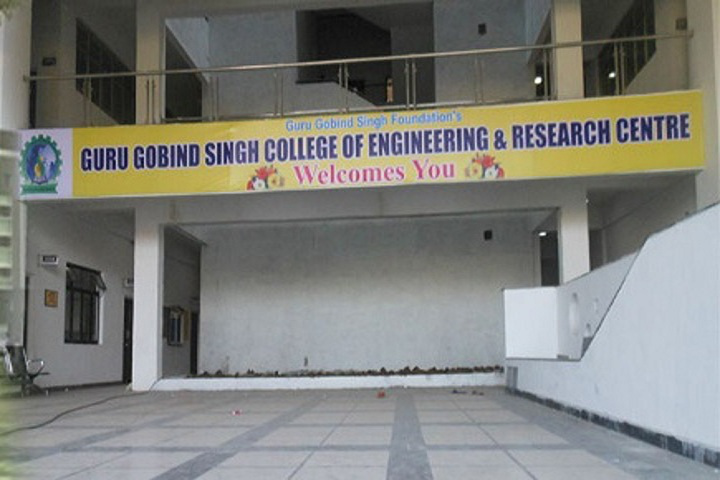 Guru Gobind Singh Foundation's
GURU GOBIND SINGH COLLEGE OF ENGINEERING & RESEARCH CENTRE
Welcomes You